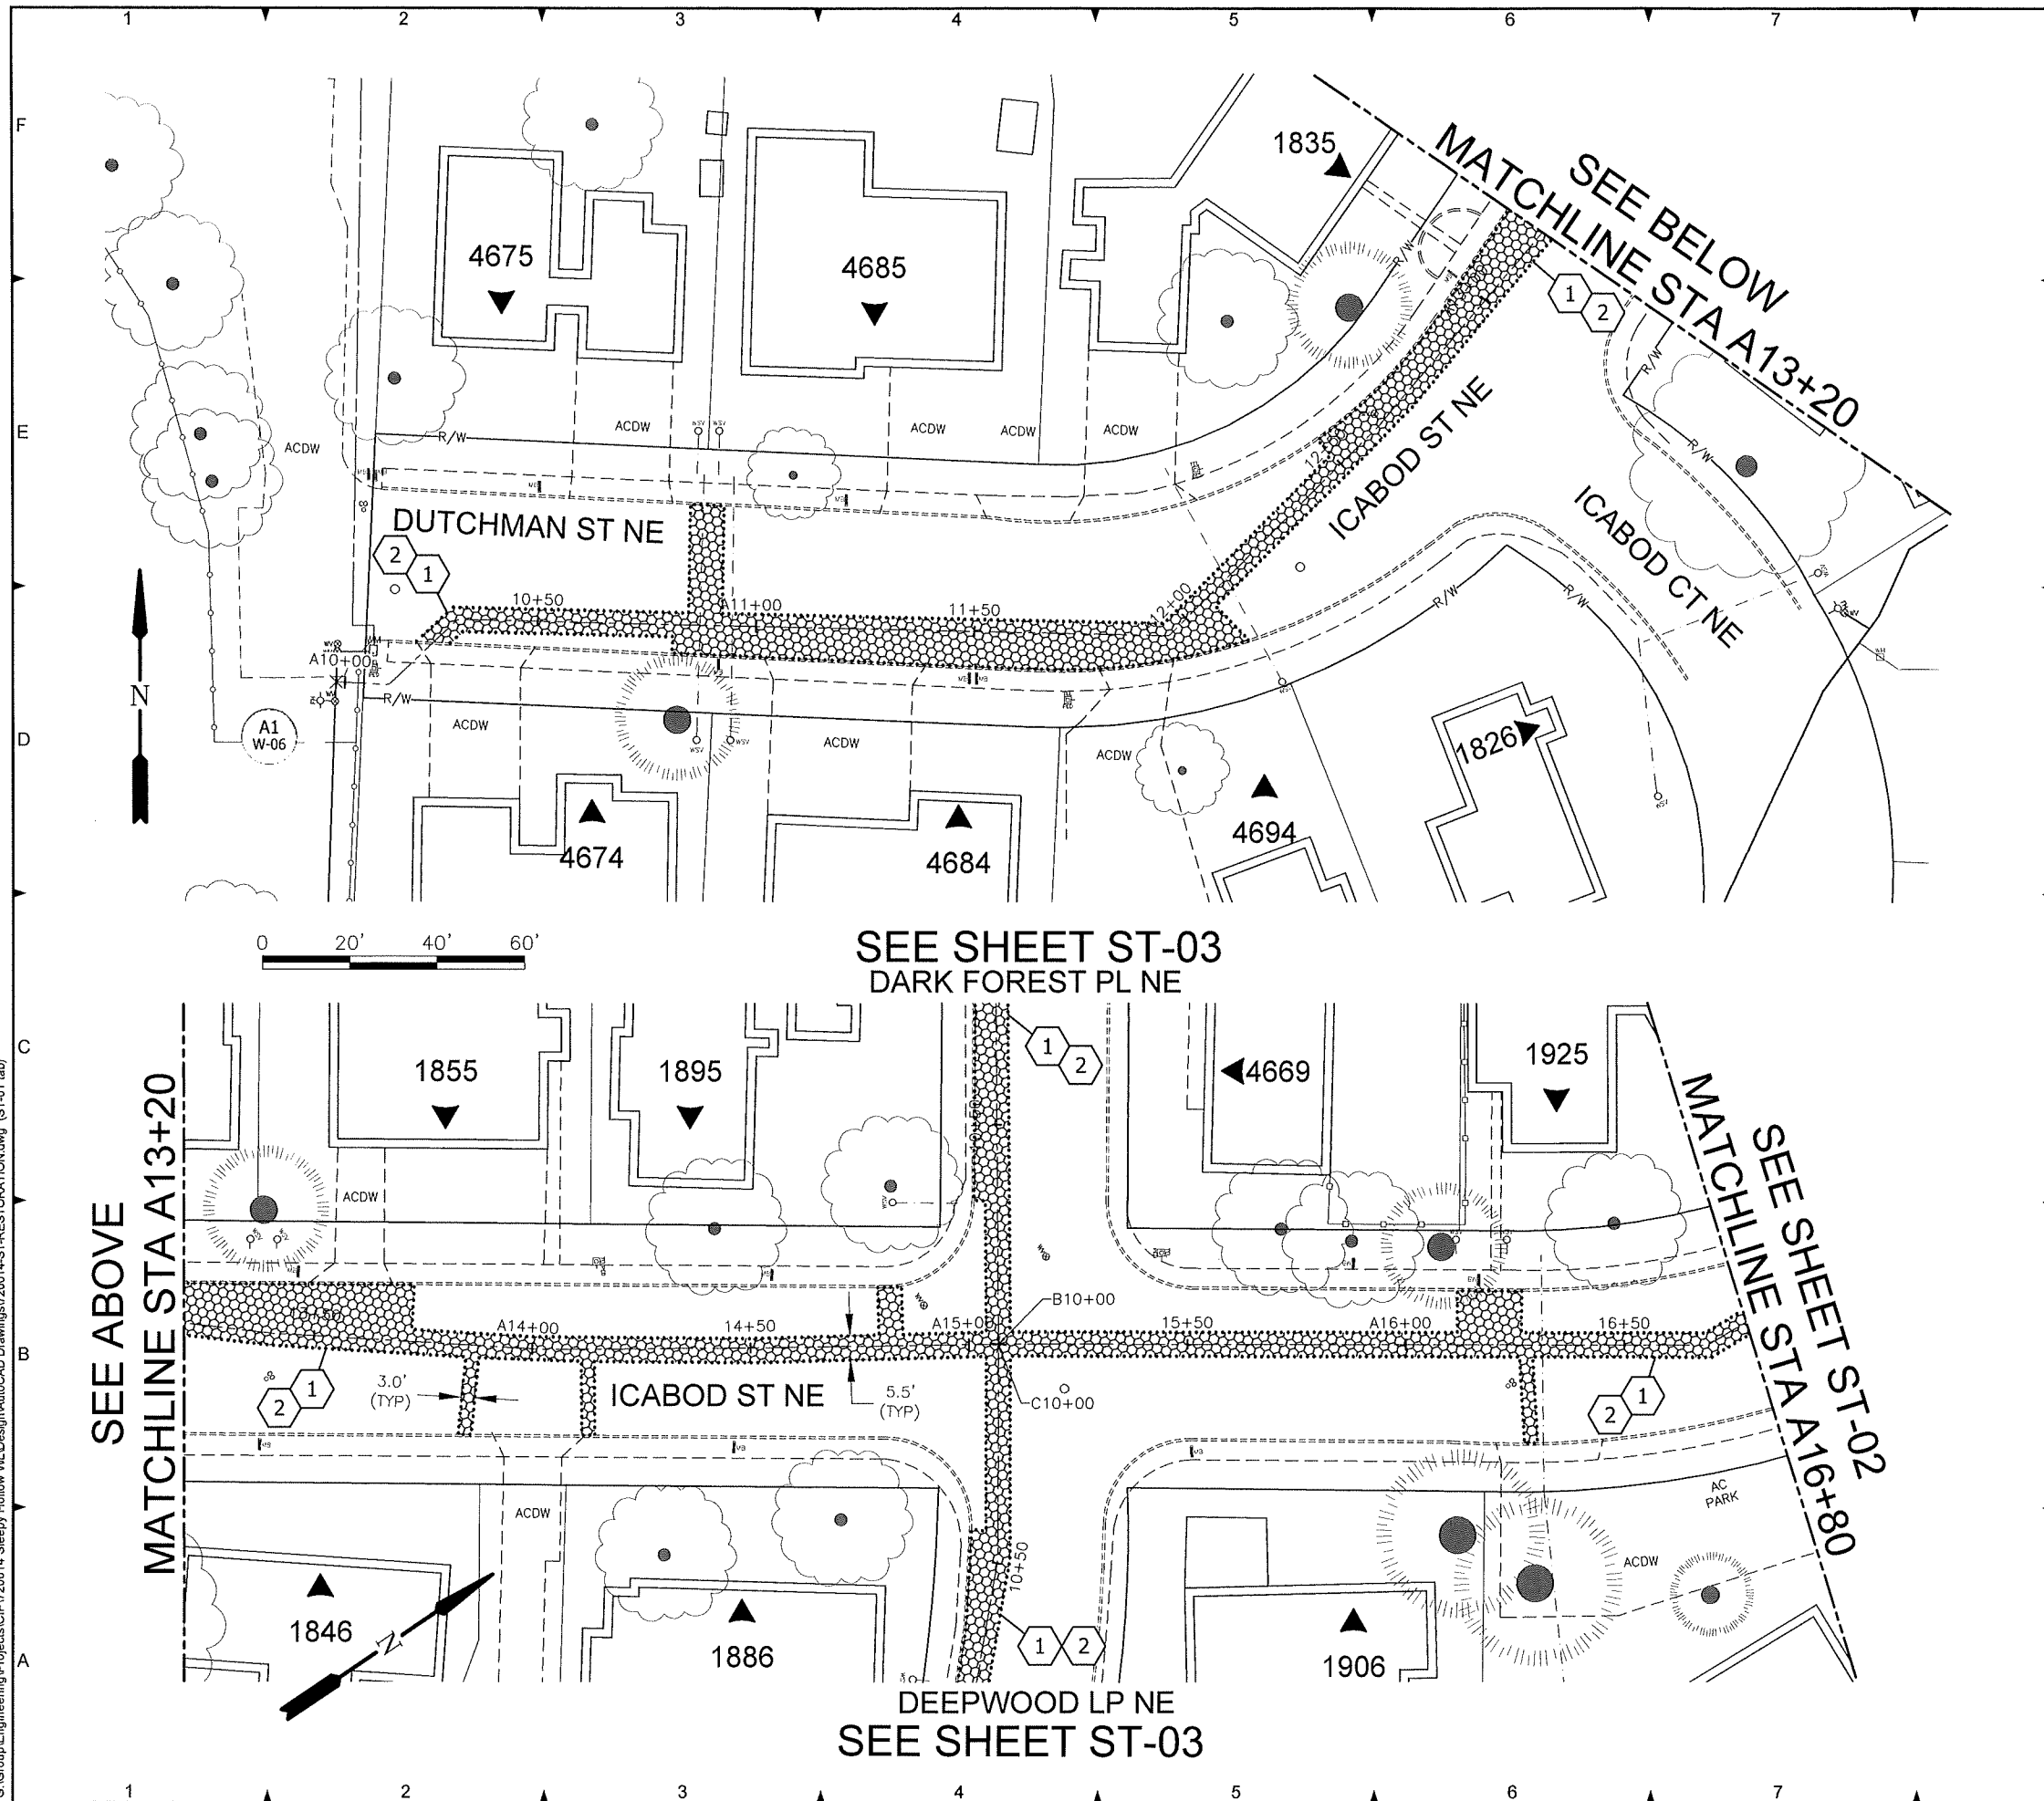 1 2 3 4 5 6 7
F
1835
SEE BELOW
MATCHLINE STA A13+20
4675
4685
R/W
1
2
R/W
E
ACDW
R/W
ACDW
WSV WSV
ACDW
ACDW
ACDW
ICABOD ST NE
R/W
DUTCHMAN ST NE
ICABOD CT NE
2
1
10+50
A11+00
11+50
12+00
R/W
R/W
A10+00
N
R/W
D
A1
W-06
ACDW
WSV
ACDW
ACDW
1826
4674
4684
4694
0 20' 40' 60'
SEE SHEET ST-03
DARK FOREST PL NE
C
1855
1895
1
2
4669
1925
SEE ABOVE
MATCHLINE STA A13+20
ACDW
SEE SHEET ST-02
MATCHLINE STA A16+80
B10+00
B
13+50
A14+00
14+50
A15+00
15+50
A16+00
16+50
3.0'
(TYP)
ICABOD ST NE
5.5'
(TYP)
C10+00
1
2
1
2
ACDW
AC
PARK
10+50
ACDW
1846
N
1886
1
2
1906
A
DEEPWOOD LP NE
SEE SHEET ST-03
1 2 3 4 5 6 7